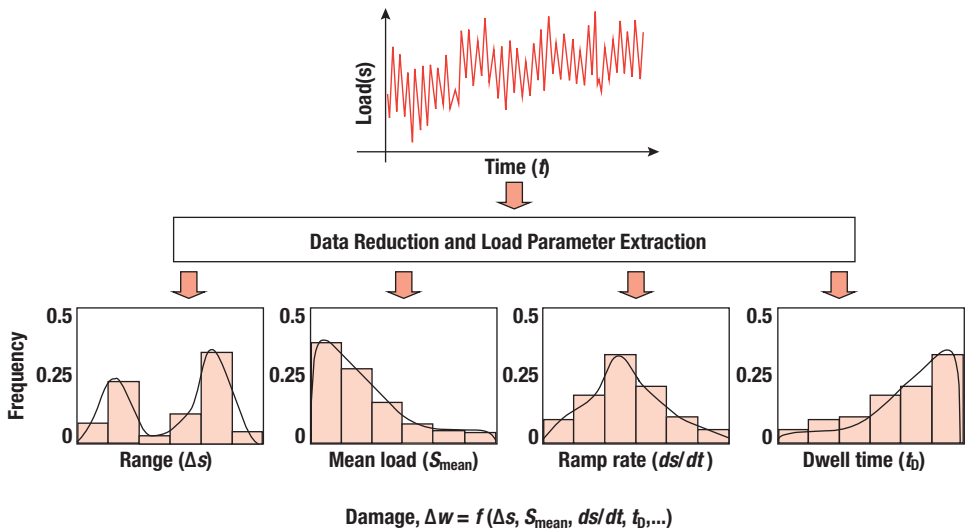 Load(s)
Time (t)
Data Reduction and Load Parameter Extraction
Frequency
0.5
0.25
0
Range (Δs)
0.5
0.25
0
Mean load (Smean)
0.5
0.25
0
Ramp rate (ds/dt)
0.5
0.25
0
Dwell time (tD)
Damage, Δw = f (Δs, Smean, ds/dt, tD,...)